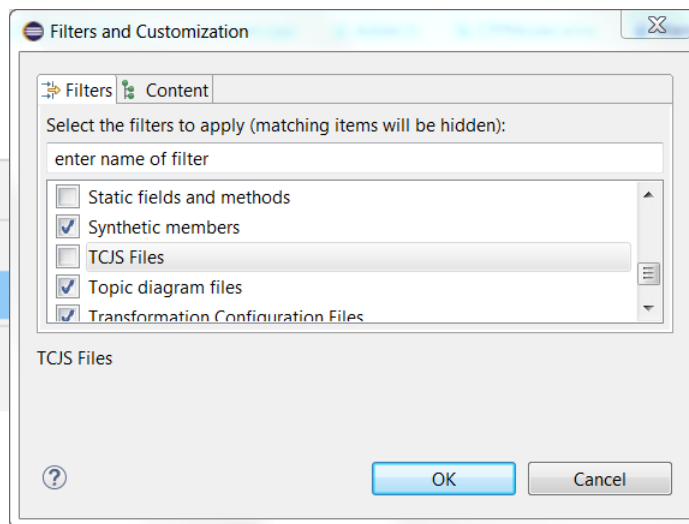 Filters and Customization
Filters
Content
Select the filters to apply (matching items will be hidden):
enter name of filter
Static fields and methods
Synthetic members
TCJS Files
Topic diagram files
Transformation Configuration Files
TCJS Files
OK
Cancel